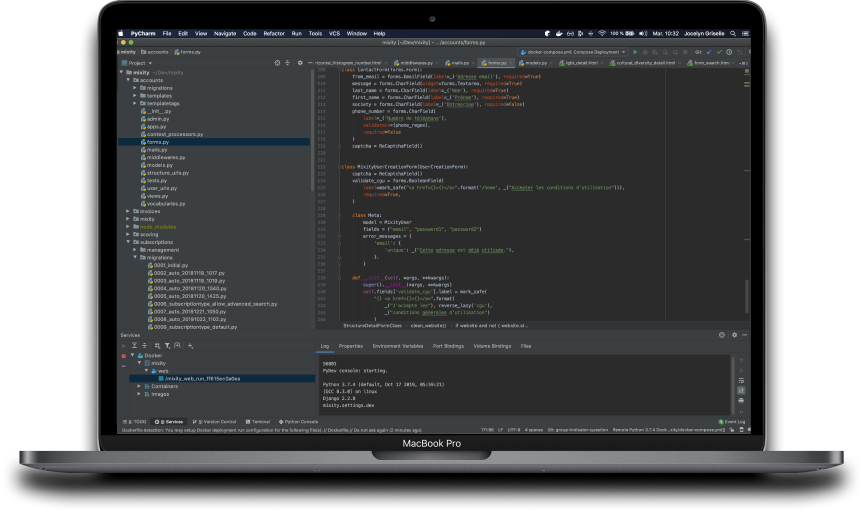 PyCharm File Edit View Navigate Code Refactor Run Tools VCS Window Help 100 % Mar. 10:32 Jocelyn Griselle
mixity [~/Dev/mixity] – .../accounts/forms.py
mixity accounts forms.py docker-compose.yml: Compose Deployment Git:
Project middlewares.py mails.py forms.py models.py lgbt_detail.html cultural_diversity_detail.html form_search.htm
mixity ~/Dev/mixity
accounts
migrations
templates
templatetags
__init__.py
admin.py
apps.py
context_processors.py
forms.py
mails.py
middlewares.py
models.py
structure_urls.py
tests.py
user_urls.py
views.py
vocabularies.py
invoices
mixity
node_modules
scoring
subscriptions
management
migrations
0001_initial.py
0002_auto_20181119_1017.py
0003_auto_20181119_1019.py
0004_auto_20181120_1340.py
0005_auto_20181120_1425.py
0006_subscriptiontype_allow_advanced_search.py
0007_auto_20181221_1050.py
0008_auto_20181222_1102.py
0009_subscriptiontype_default.py
class ContactForm(forms.Form):
from_email = forms.EmailField(label=_('Adresse email'), required=True)
message = forms.CharField(widget=forms.Textarea, required=True)
last_name = forms.CharField(label=_('Nom'), required=True)
first_name = forms.CharField(label=_('Prénom'), required=True)
society = forms.CharField(label=_('Entreprise'), required=False)
phone_number = forms.CharField(
label=_('Numéro de téléphone'),
validators=[phone_regex],
required=False
)
captcha = ReCaptchaField()
class MixityUserCreationForm(UserCreationForm):
captcha = ReCaptchaField()
validate_cgu = forms.BooleanField(
label=mark_safe("<a href={}>{}</a>".format('/home', _("Accepter les conditions d'utilisation"))),
required=True,
)
class Meta:
model = MixityUser
fields = ("email", "password1", "password2")
error_messages = {
'email': {
'unique': _("Cette adresse est déjà utilisée."),
},
}
def __init__(self, *args, **kwargs):
super().__init__(*args, **kwargs)
self.fields['validate_cgu'].label = mark_safe(
"{} <a href={}>{}</a>".format(
_("J'accepte les"), reverse_lazy("cgu"),
_("conditions générales d'utilisation")
StructureDetailFormClass clean_website() if website and not ( website.st...
Services
Log Properties Environment Variables Port Bindings Volume Bindings Files
Docker
mixity
web
/mixity_web_run_ff615ec0a0ea
Containers
Images
PyDev console: starting.
Python 3.7.4 (default, Oct 17 2019, 05:59:21)
[GCC 8.3.0] on linux
Django 2.2.8
mixity.settings.dev
6: TODO 8: Services 9: Version Control Terminal Python Console Event Log
Dockerfile detection: You may setup Docker deployment run configuration for the following file(s): // Dockerfile // Do not ask again (2 minutes ago) LF UTF-8 4 spaces Git: group-indicator-question Remote Python 3.7.4 Dock...xity/docker-compose.yml)
MacBook Pro